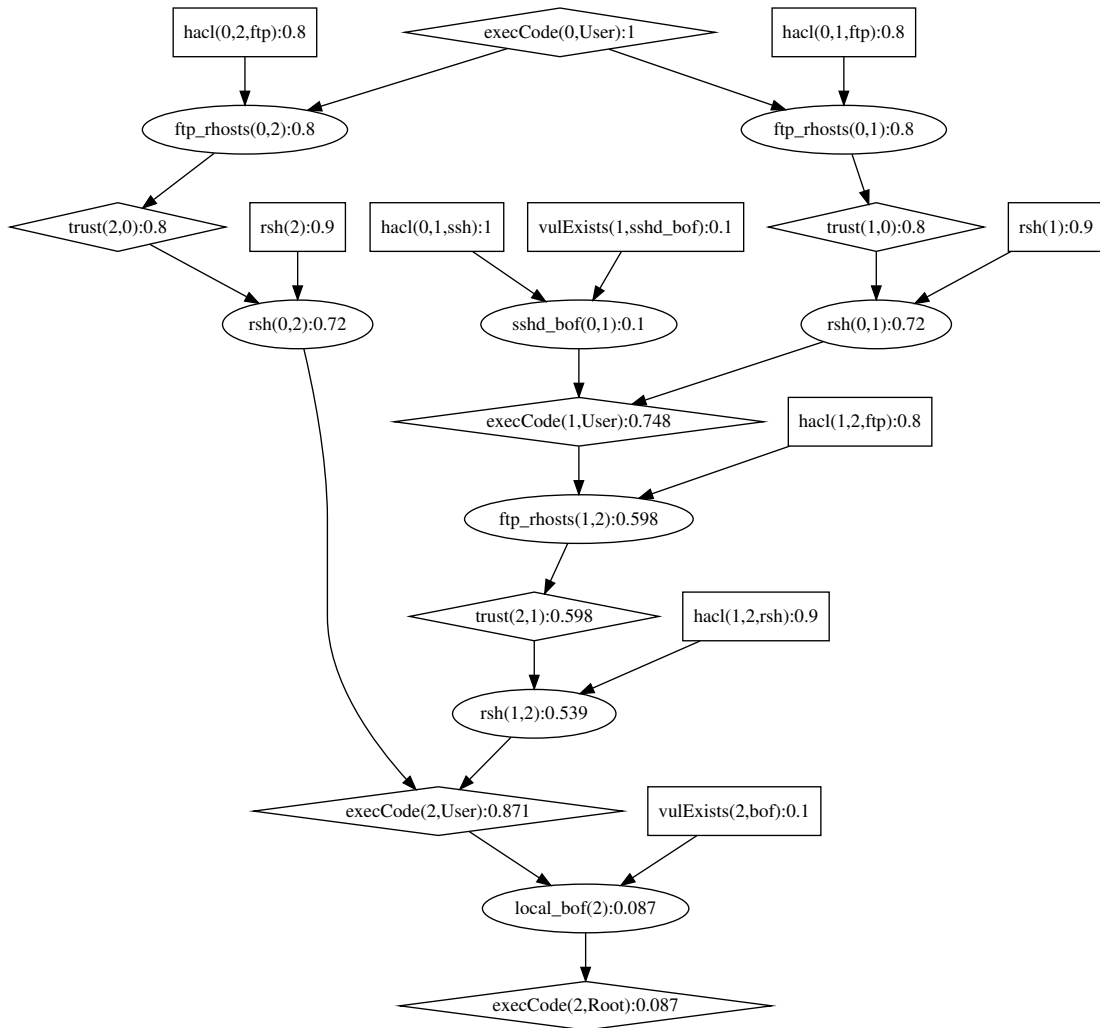 hacl(0,2,ftp):0.8
execCode(0,User):1
hacl(0,1,ftp):0.8
ftp_rhosts(0,2):0.8
ftp_rhosts(0,1):0.8
trust(2,0):0.8
rsh(2):0.9
hacl(0,1,ssh):1
vulExists(1,sshd_bof):0.1
trust(1,0):0.8
rsh(1):0.9
rsh(0,2):0.72
sshd_bof(0,1):0.1
rsh(0,1):0.72
execCode(1,User):0.748
hacl(1,2,ftp):0.8
ftp_rhosts(1,2):0.598
trust(2,1):0.598
hacl(1,2,rsh):0.9
rsh(1,2):0.539
execCode(2,User):0.871
vulExists(2,bof):0.1
local_bof(2):0.087
execCode(2,Root):0.087